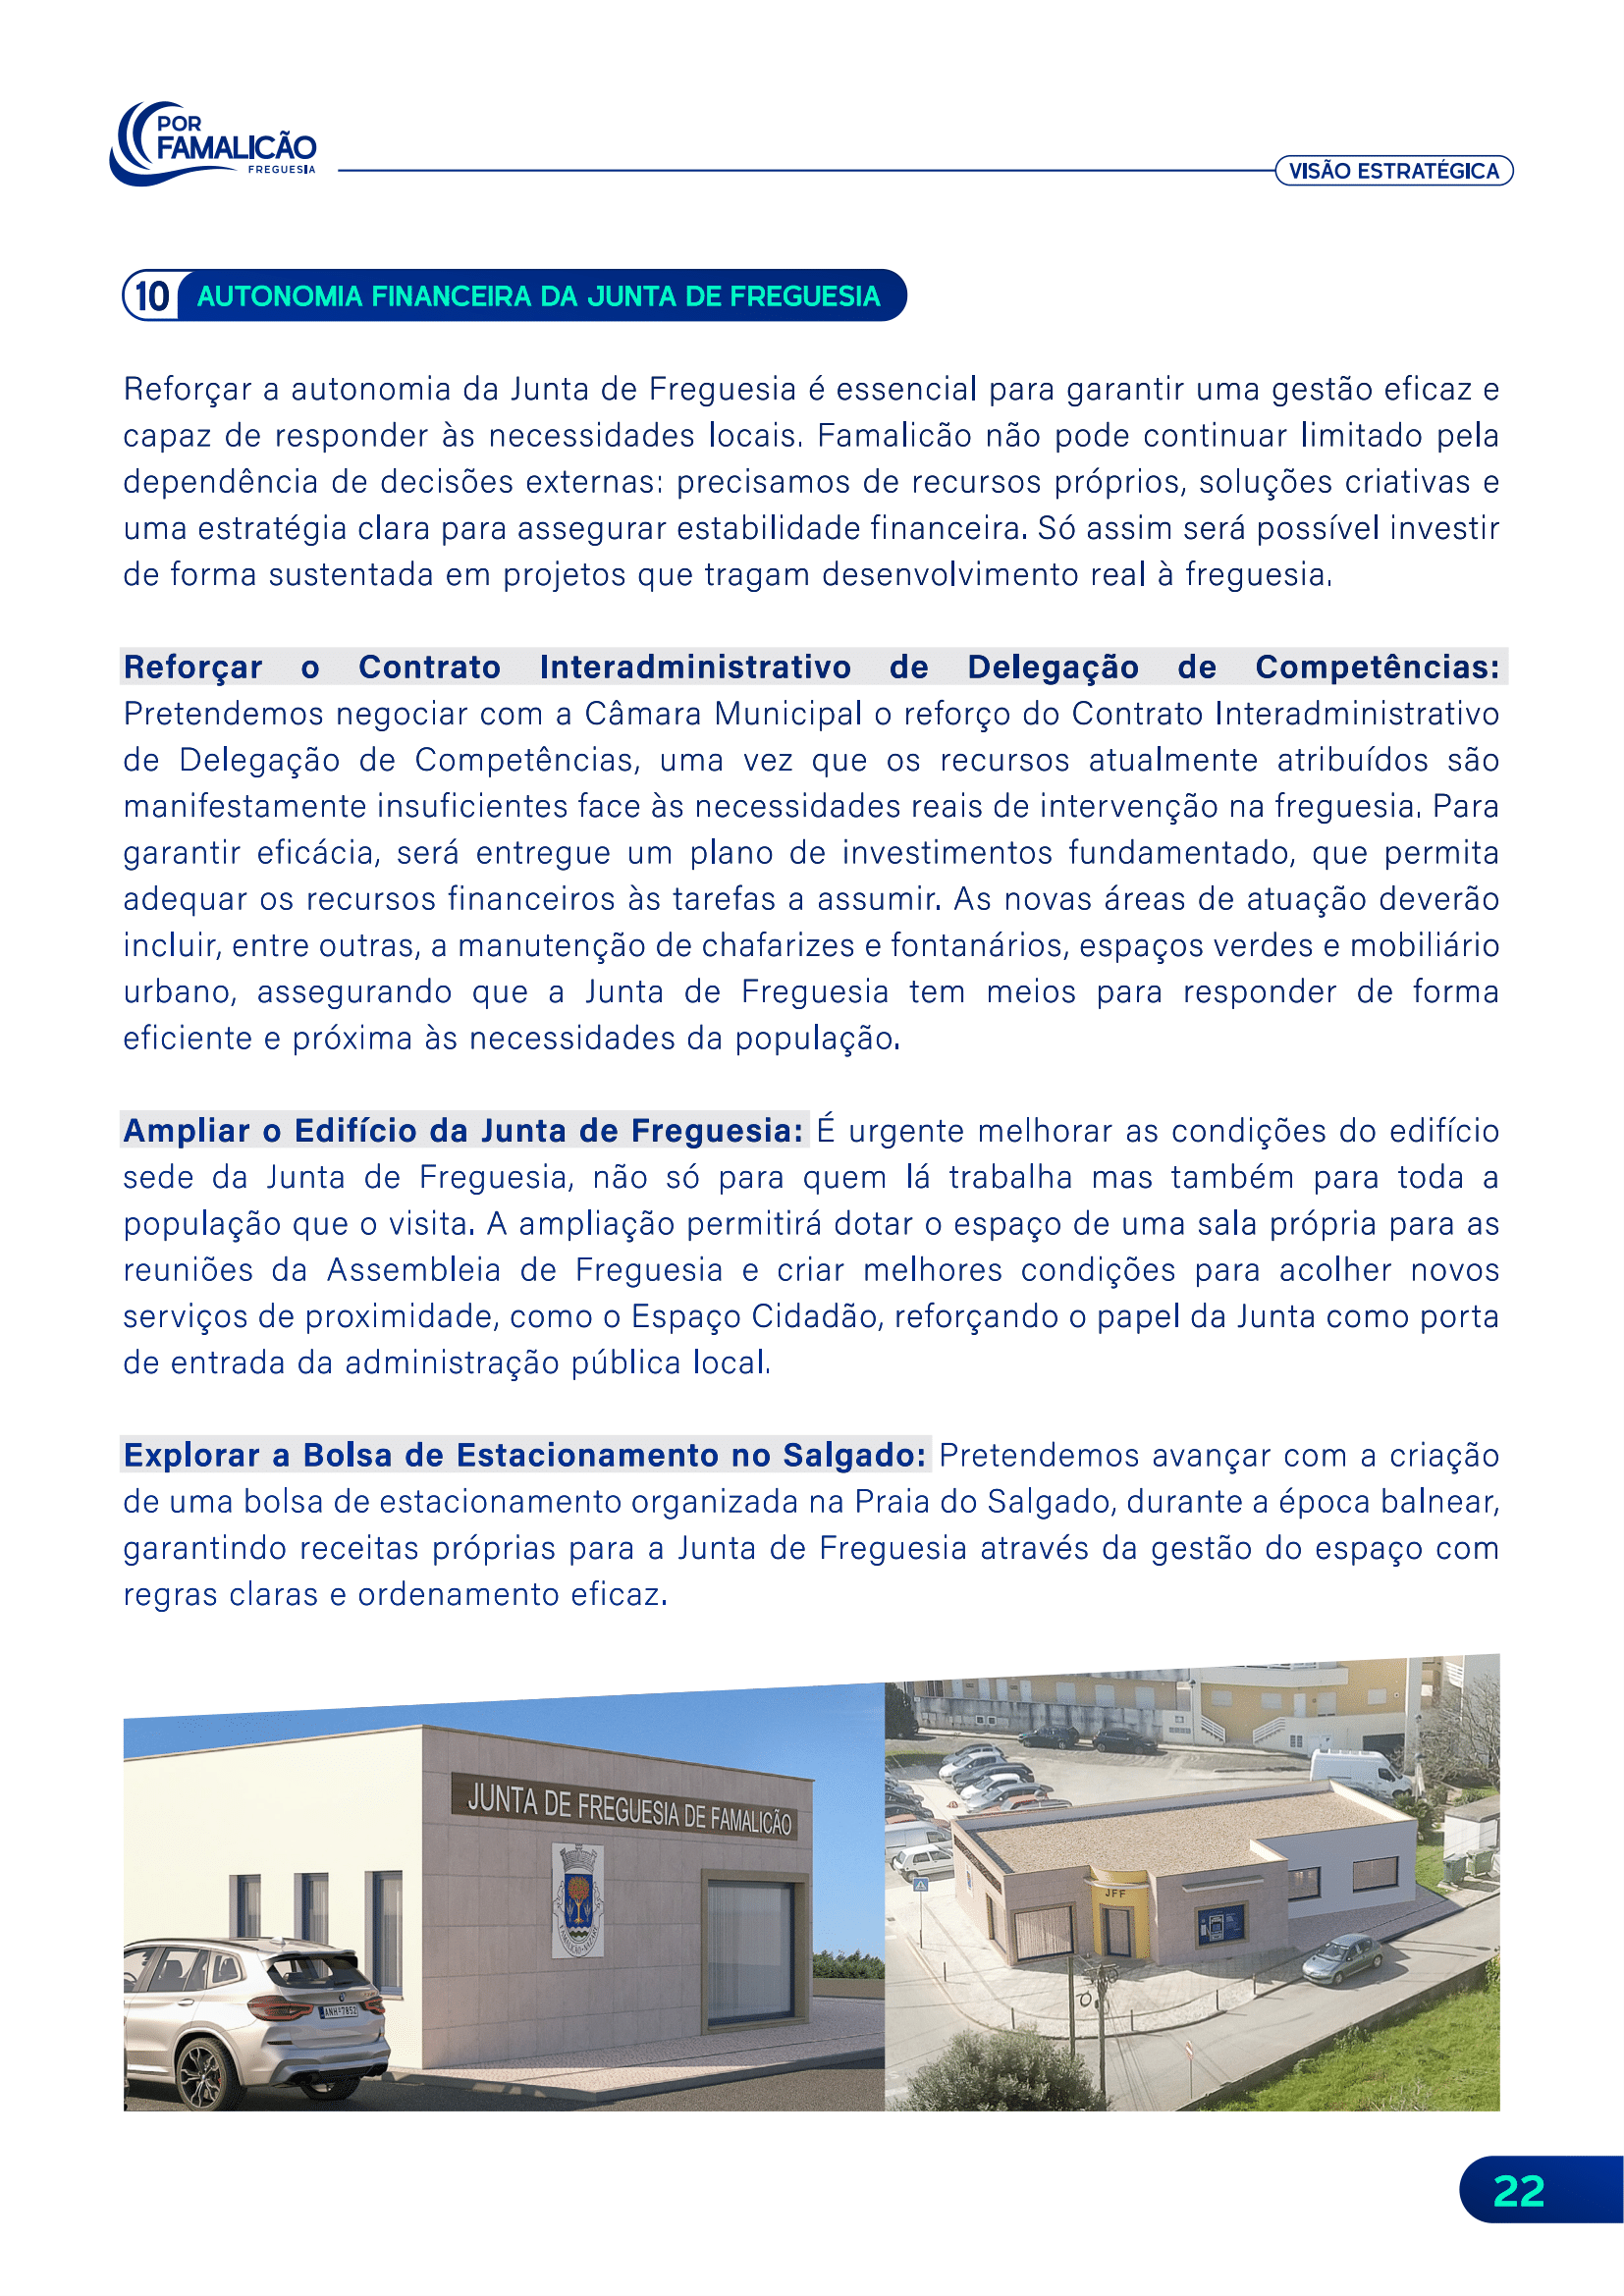 POR
FAMALICÃO
FREGUESIA
VISÃO ESTRATÉGICA
10 AUTONOMIA FINANCEIRA DA JUNTA DE FREGUESIA
Reforçar a autonomia da Junta de Freguesia é essencial para garantir uma gestão eficaz e
capaz de responder às necessidades locais. Famalicão não pode continuar limitado pela
dependência de decisões externas: precisamos de recursos próprios, soluções criativas e
uma estratégia clara para assegurar estabilidade financeira. Só assim será possível investir
de forma sustentada em projetos que tragam desenvolvimento real à freguesia.
Reforçar o Contrato Interadministrativo de Delegação de Competências:
Pretendemos negociar com a Câmara Municipal o reforço do Contrato Interadministrativo
de Delegação de Competências, uma vez que os recursos atualmente atribuídos são
manifestamente insuficientes face às necessidades reais de intervenção na freguesia. Para
garantir eficácia, será entregue um plano de investimentos fundamentado, que permita
adequar os recursos financeiros às tarefas a assumir. As novas áreas de atuação deverão
incluir, entre outras, a manutenção de chafarizes e fontanários, espaços verdes e mobiliário
urbano, assegurando que a Junta de Freguesia tem meios para responder de forma
eficiente e próxima às necessidades da população.
Ampliar o Edifício da Junta de Freguesia: É urgente melhorar as condições do edifício
sede da Junta de Freguesia, não só para quem lá trabalha mas também para toda a
população que o visita. A ampliação permitirá dotar o espaço de uma sala própria para as
reuniões da Assembleia de Freguesia e criar melhores condições para acolher novos
serviços de proximidade, como o Espaço Cidadão, reforçando o papel da Junta como porta
de entrada da administração pública local.
Explorar a Bolsa de Estacionamento no Salgado: Pretendemos avançar com a criação
de uma bolsa de estacionamento organizada na Praia do Salgado, durante a época balnear,
garantindo receitas próprias para a Junta de Freguesia através da gestão do espaço com
regras claras e ordenamento eficaz.
JUNTA DE FREGUESIA DE FAMALICÃO
JFF
22